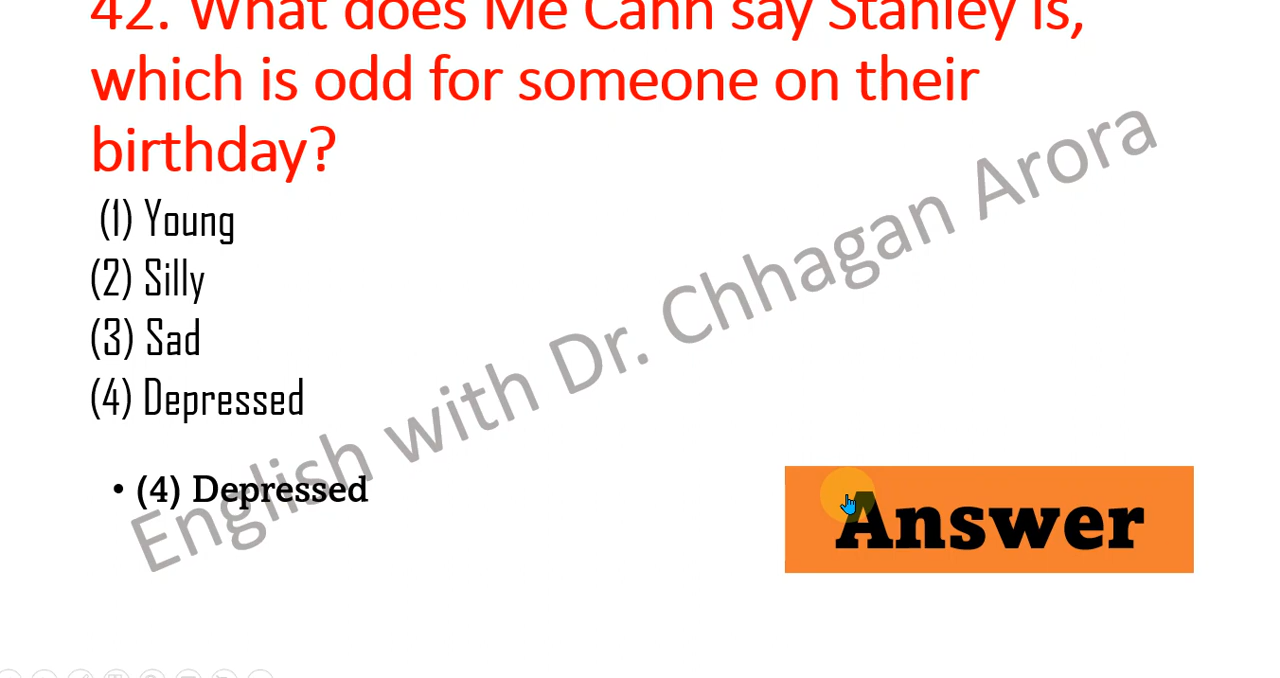 42. What does Me Cann say Stanley is,
which is odd for someone on their
birthday?
(1) Young
(2) Silly
(3) Sad
(4) Depressed
• (4) Depressed
Answer
English with Dr. Chhagan Arora